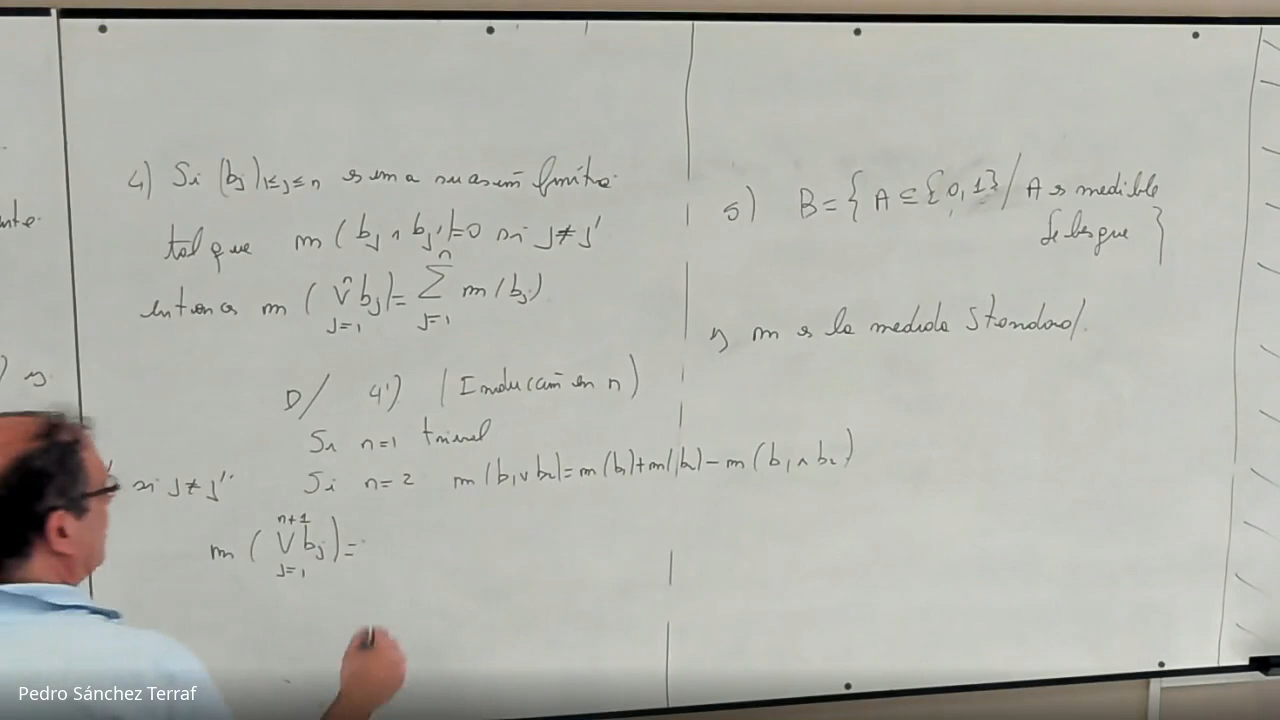 4) Si (bj)1≤j≤n es una sucesión finita
tal que m(bj ∧ bj')=0 si j≠j'
entonces m(⋁_{j=1}^{n} bj)=∑_{j=1}^{n} m(bj)
D/ 4') (Inducción en n)
Si n=1 trivial
si j≠j''
Si n=2 m(b1∨b2)=m(b1)+m(b2)-m(b1∧b2)
m(⋁_{j=1}^{n+1} bj)=
5) B={A⊆{0,1}/A es medible
Lebesgue}
y m es la medida standard.
Pedro Sánchez Terraf